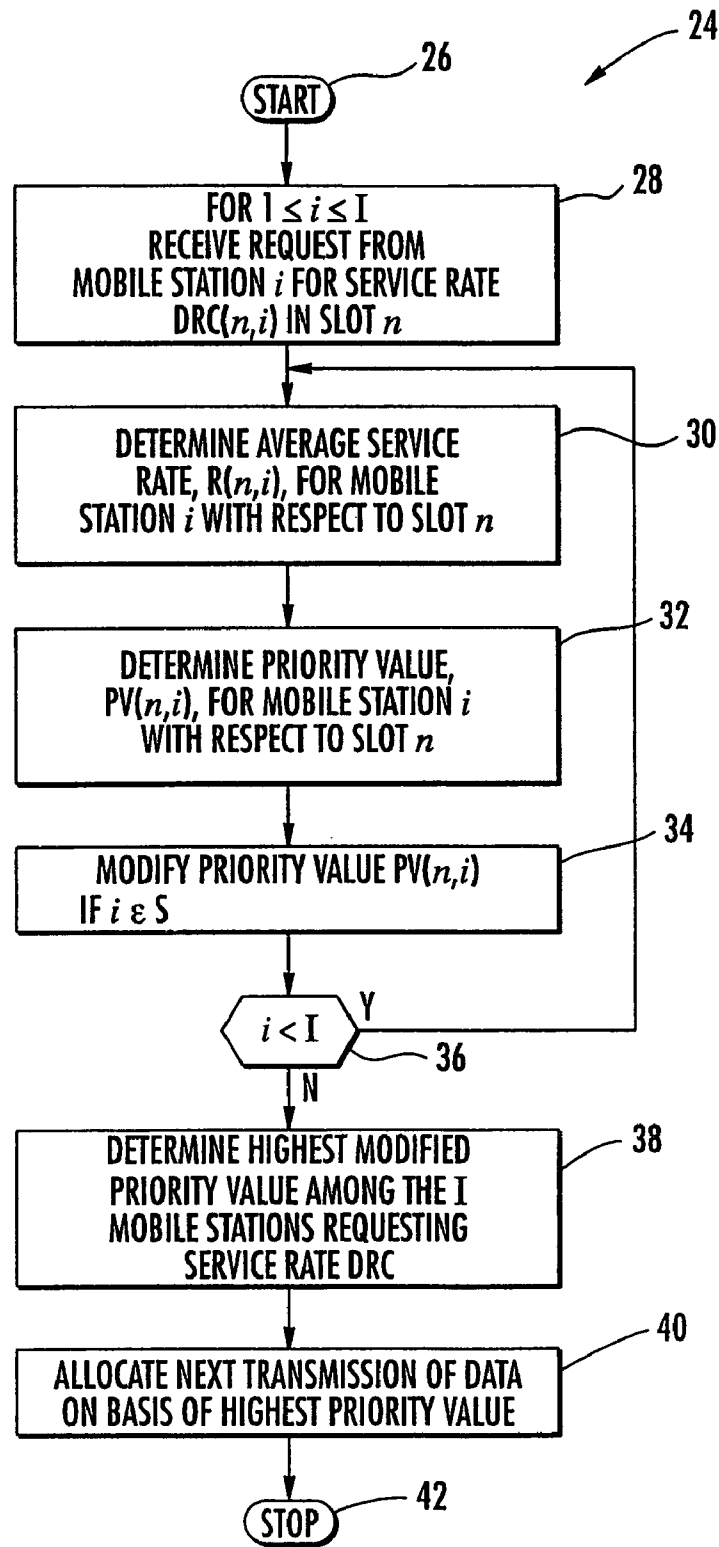 24
26
START
28
FOR 1 ≤ i ≤ I
RECEIVE REQUEST FROM
MOBILE STATION i FOR SERVICE RATE
DRC(n,i) IN SLOT n
30
DETERMINE AVERAGE SERVICE
RATE, R(n,i), FOR MOBILE
STATION i WITH RESPECT TO SLOT n
32
DETERMINE PRIORITY VALUE,
PV(n,i), FOR MOBILE STATION i
WITH RESPECT TO SLOT n
34
MODIFY PRIORITY VALUE PV(n,i)
IF i ε S
i < I
Y
36
N
38
DETERMINE HIGHEST MODIFIED
PRIORITY VALUE AMONG THE I
MOBILE STATIONS REQUESTING
SERVICE RATE DRC
40
ALLOCATE NEXT TRANSMISSION OF DATA
ON BASIS OF HIGHEST PRIORITY VALUE
42
STOP